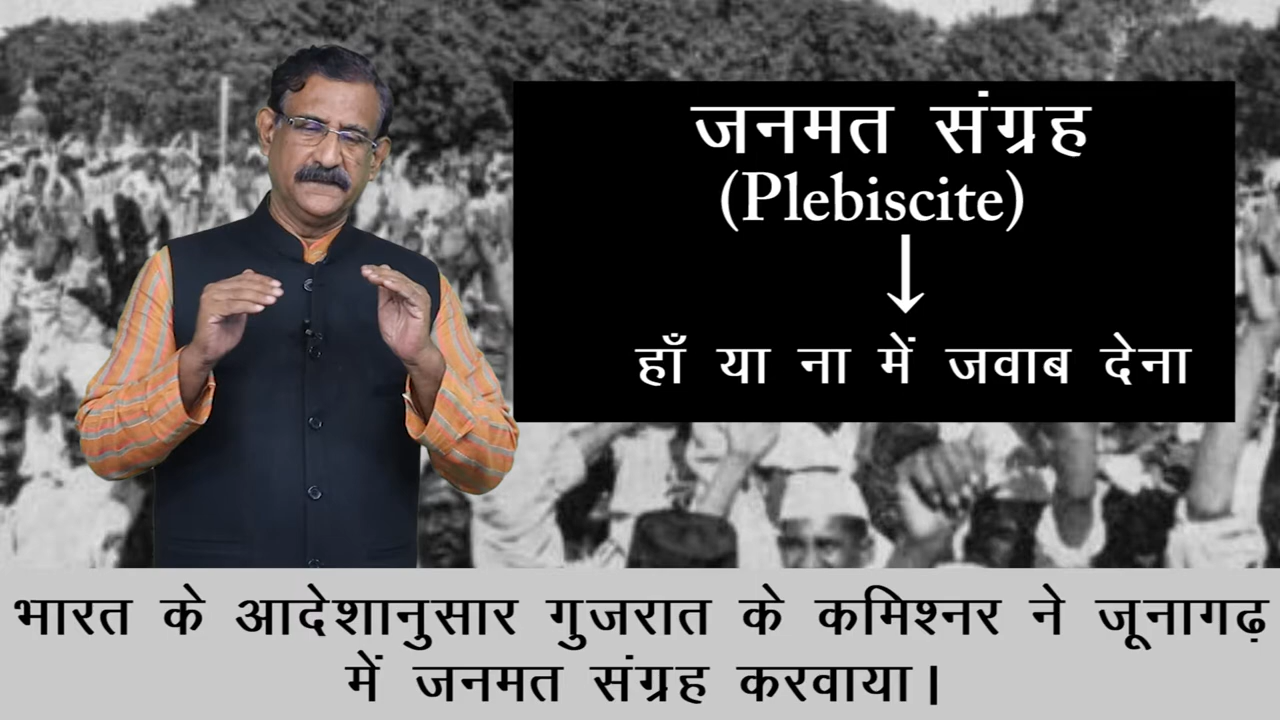 जनमत संग्रह
(Plebiscite)
हाँ या ना में जवाब देना
भारत के आदेशानुसार गुजरात के कमिश्नर ने जूनागढ़
में जनमत संग्रह करवाया।